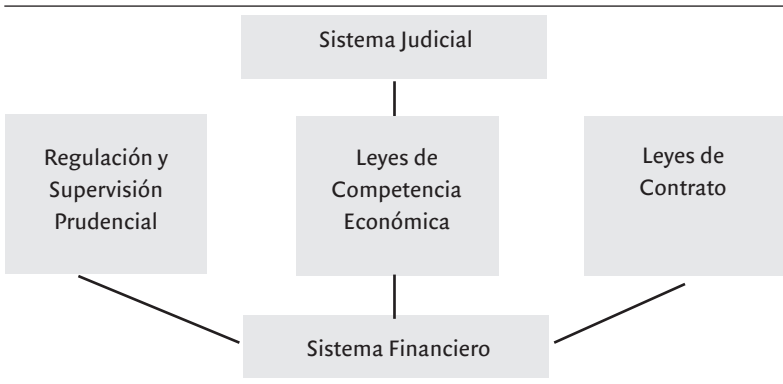 Sistema Judicial
Regulación y
Supervisión
Prudencial
Leyes de
Competencia
Económica
Leyes de
Contrato
Sistema Financiero